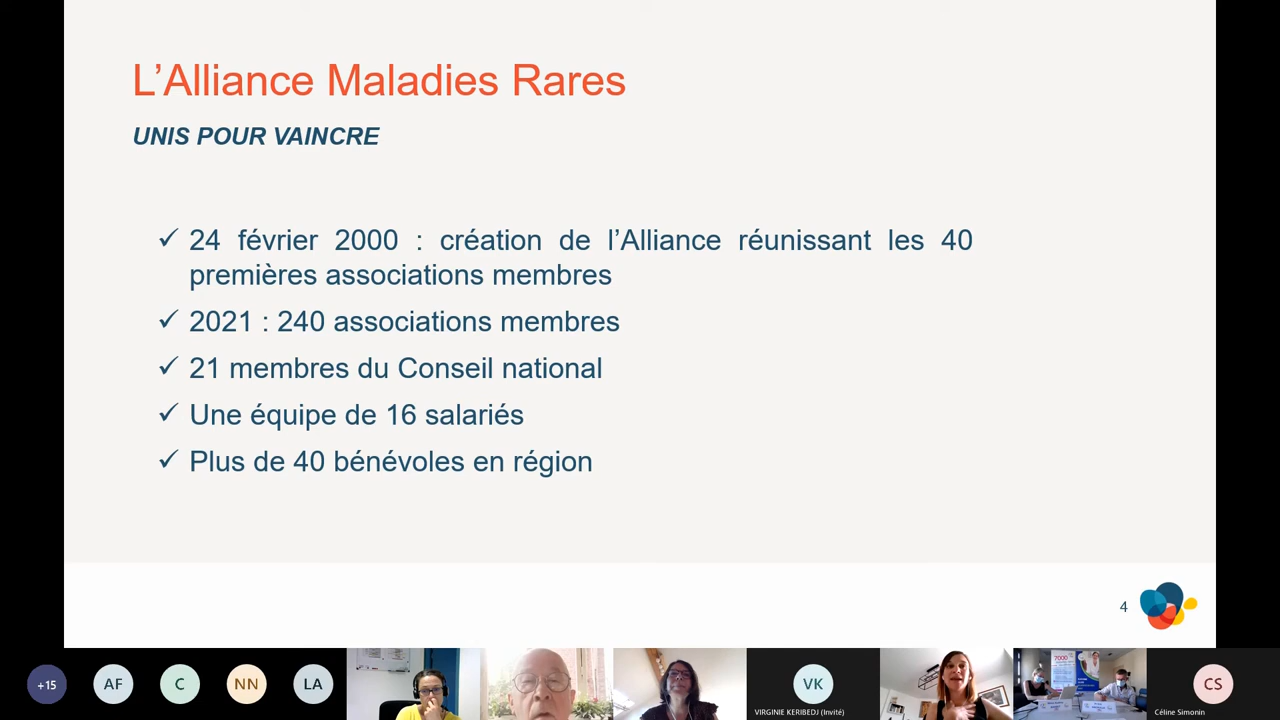 L’Alliance Maladies Rares
UNIS POUR VAINCRE
✓ 24 février 2000 : création de l’Alliance réunissant les 40
premières associations membres
✓ 2021 : 240 associations membres
✓ 21 membres du Conseil national
✓ Une équipe de 16 salariés
✓ Plus de 40 bénévoles en région
4
+15
AF
C
NN
LA
VK
VIRGINIE KERIBEDJ (Invité)
7000
CS
Céline Simonin